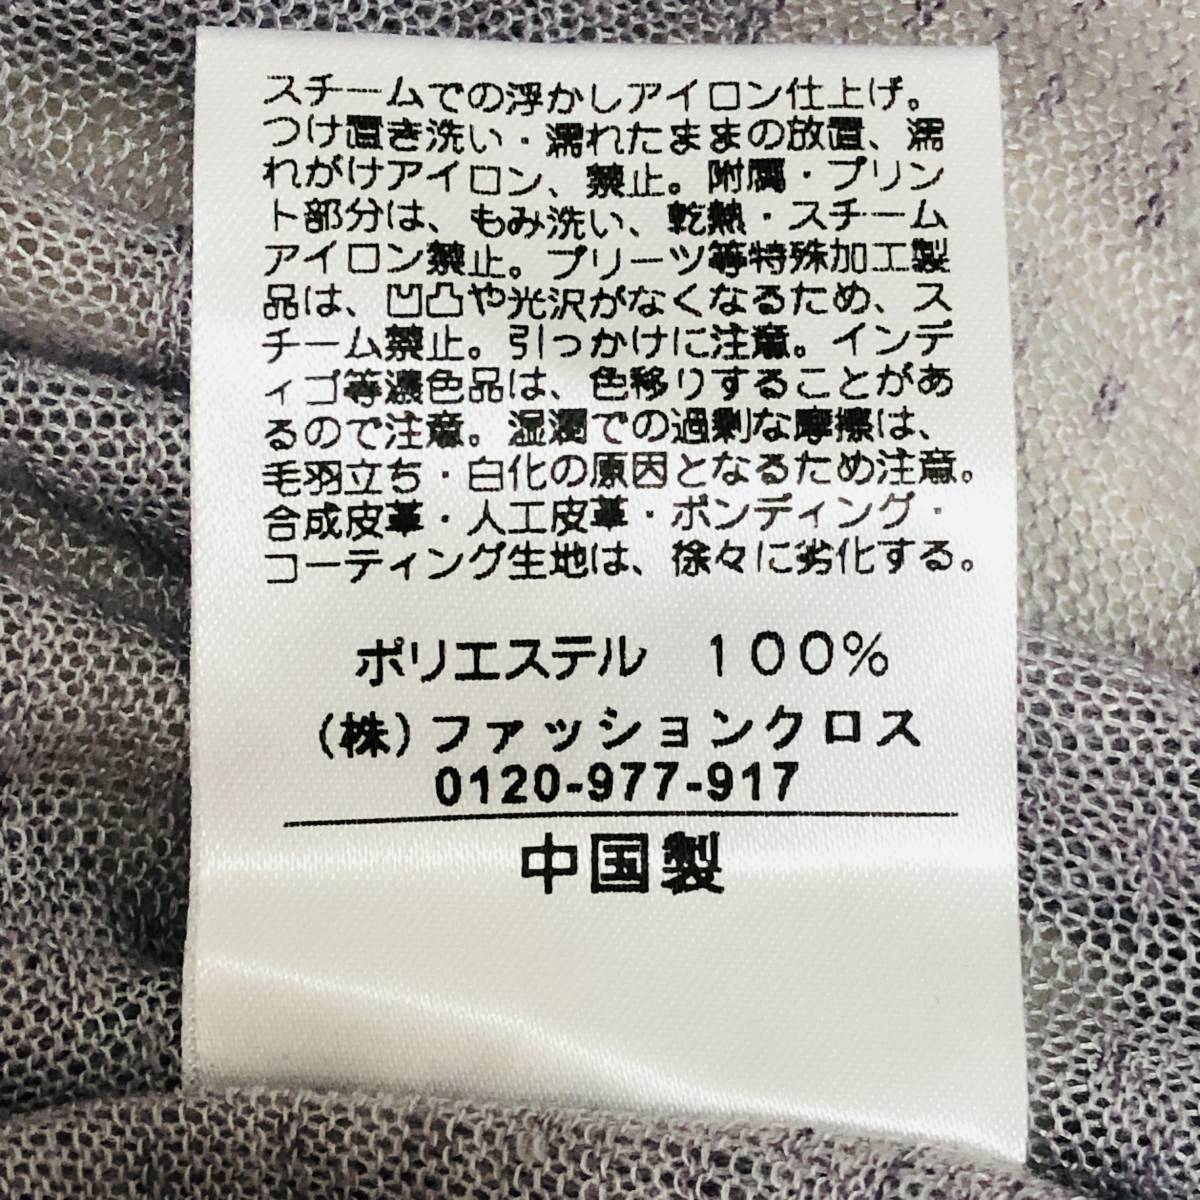 スチームでの浮かしアイロン仕上げ。
つけ置き洗い・濡れたままの放置、濡
れがけアイロン、禁止。附属・プリン
ト部分は、もみ洗い、乾熱・スチーム
アイロン禁止。プリーツ等特殊加工製
品は、凹凸や光沢がなくなるため、ス
チーム禁止。引っかけに注意。インデ
ィゴ等濃色品は、色移りすることがあ
るので注意。湿潤での過剰な摩擦は、
毛羽立ち・白化の原因となるため注意。
合成皮革・人工皮革・ボンディング・
コーティング生地は、徐々に劣化する。
ポリエステル 100%
(株)ファッションクロス
0120-977-917
中国製